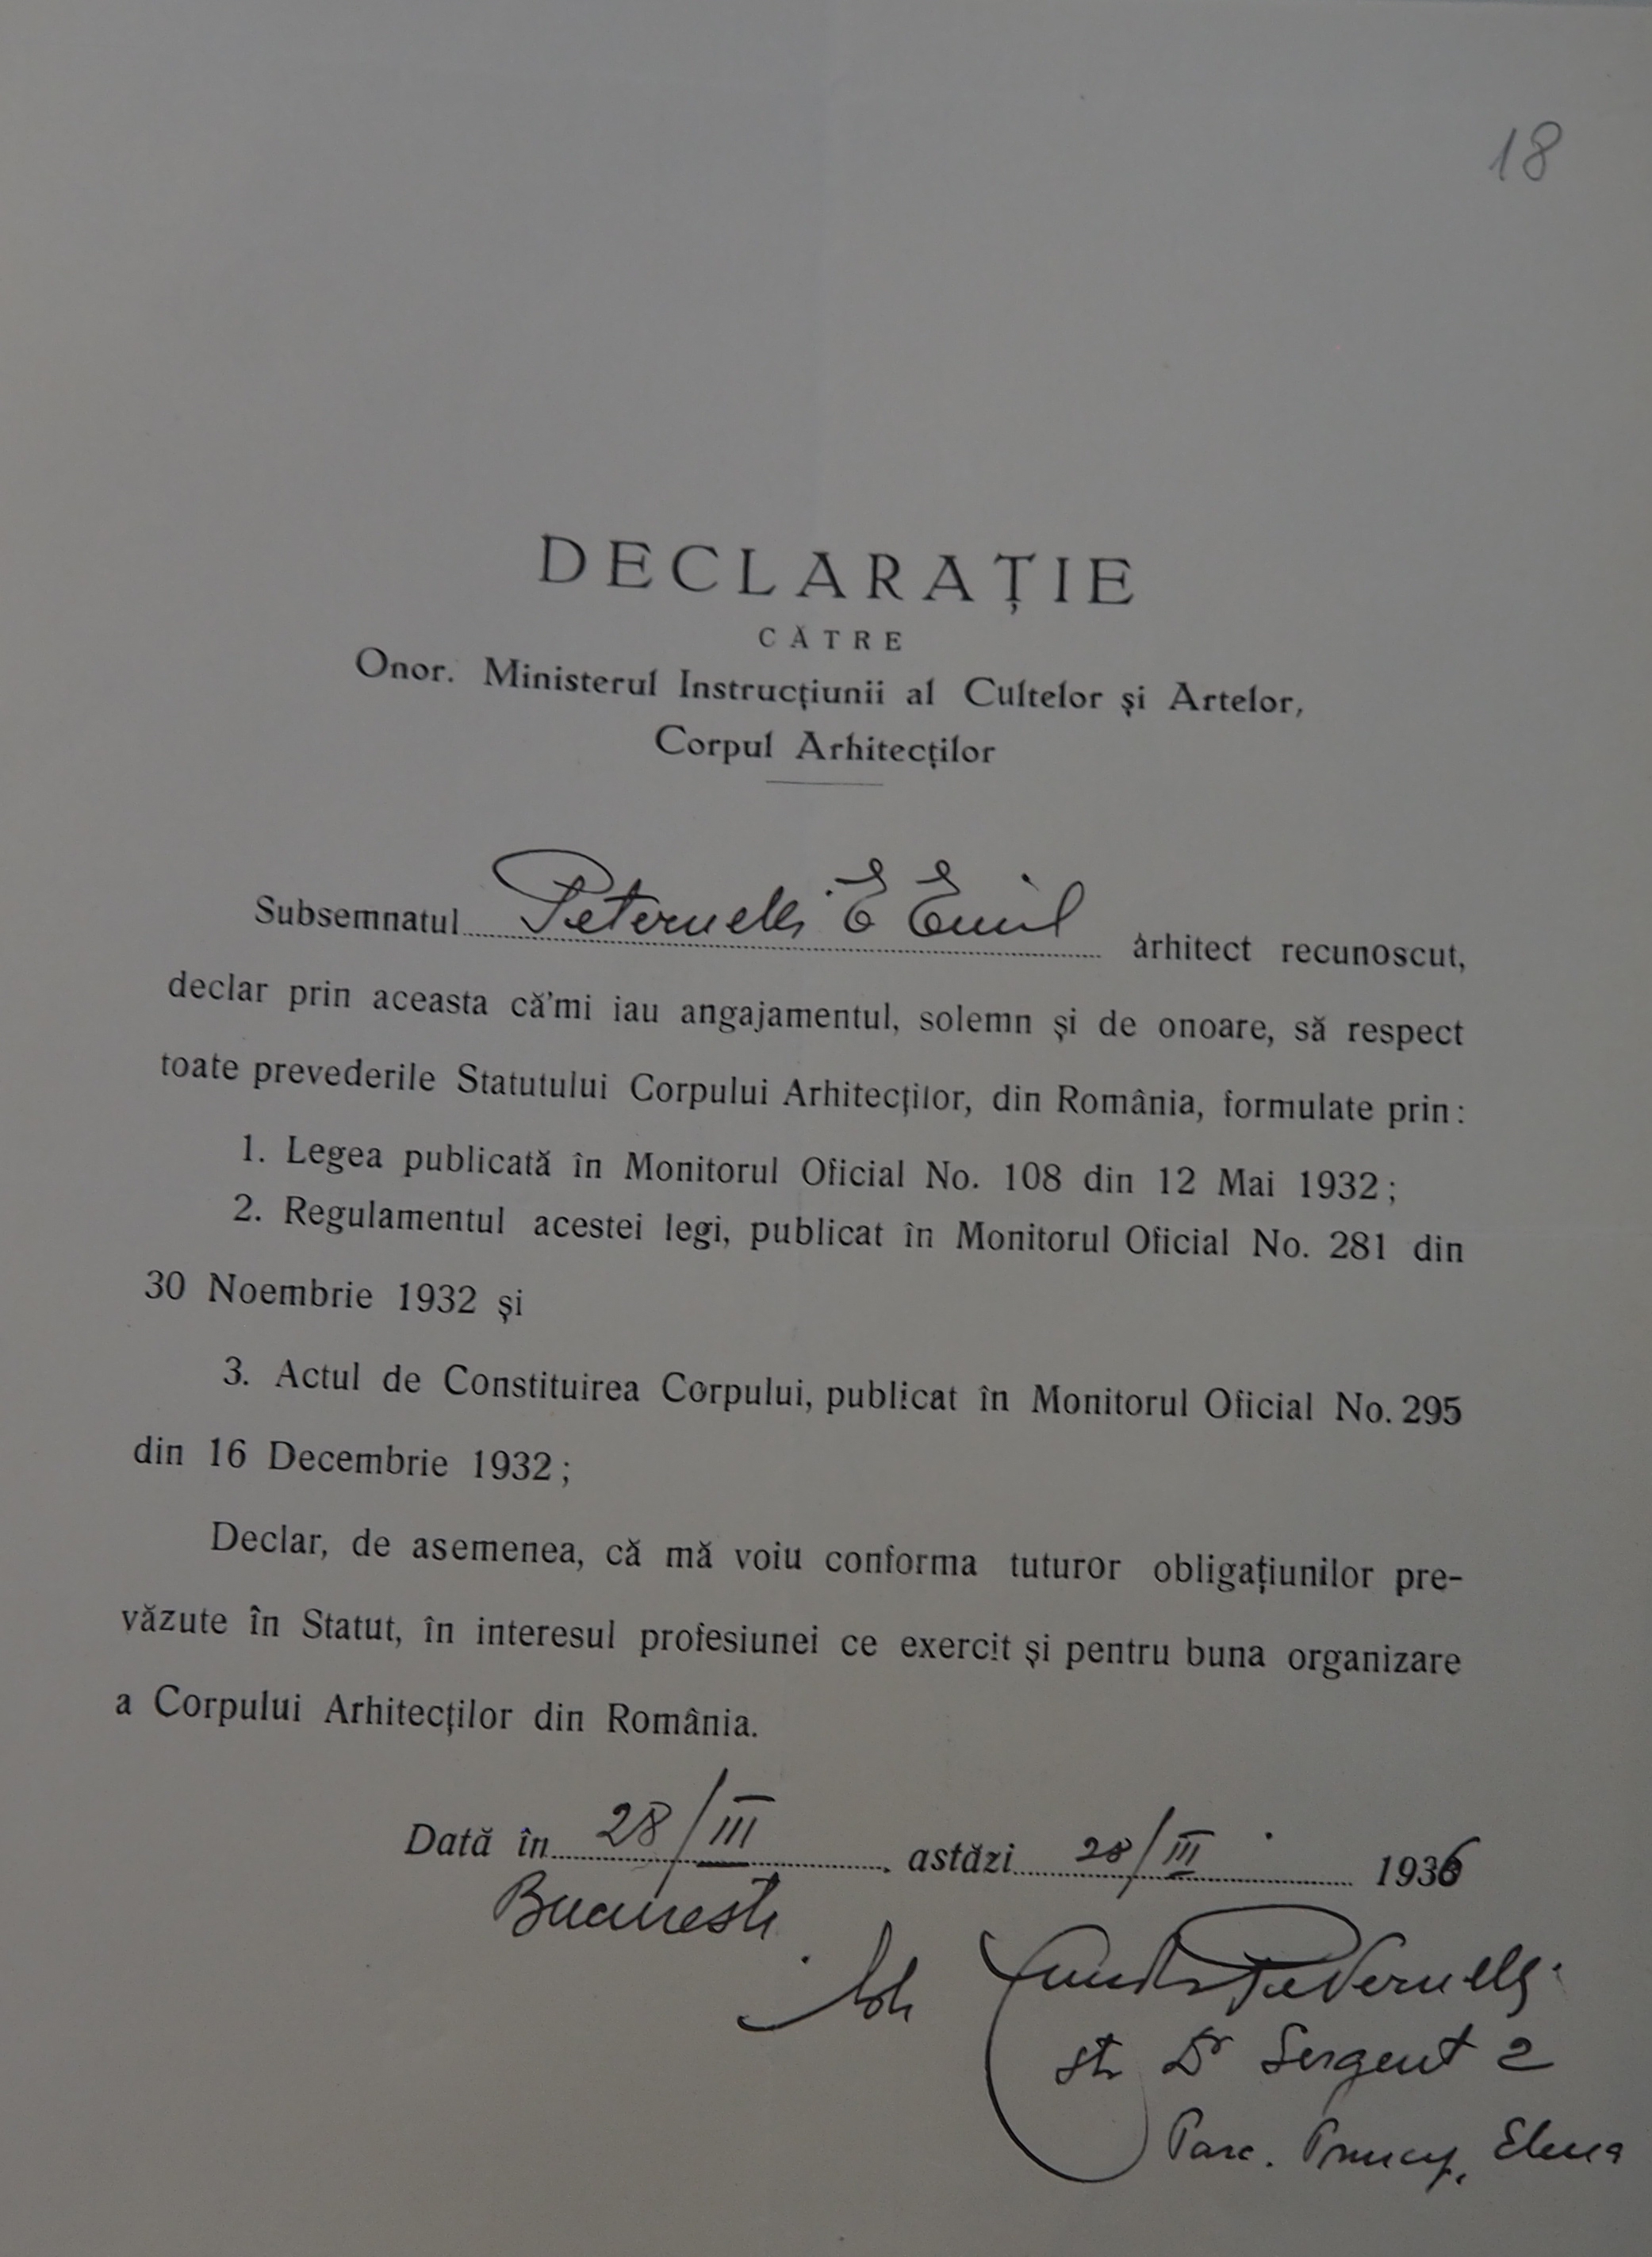 18
DECLARAȚIE
CĂTRE
Onor. Ministerul Instrucțiunii al Cultelor și Artelor,
Corpul Arhitecților
Subsemnatul Peternelli E Emil arhitect recunoscut,
declar prin aceasta că'mi iau angajamentul, solemn și de onoare, să respect
toate prevederile Statutului Corpului Arhitecților, din România, formulate prin:
1. Legea publicată în Monitorul Oficial No. 108 din 12 Mai 1932;
2. Regulamentul acestei legi, publicat în Monitorul Oficial No. 281 din
30 Noembrie 1932 și
3. Actul de Constituirea Corpului, publicat în Monitorul Oficial No. 295
din 16 Decembrie 1932;
Declar, de asemenea, că mă voiu conforma tuturor obligațiunilor pre-
văzute în Statut, în interesul profesiunei ce exercit și pentru buna organizare
a Corpului Arhitecților din România.
Dată în 28/III . astăzi 28/III 1936
Bucuresti
Peternelli
str Dr Sergent 2
Parc. Princip. Elena